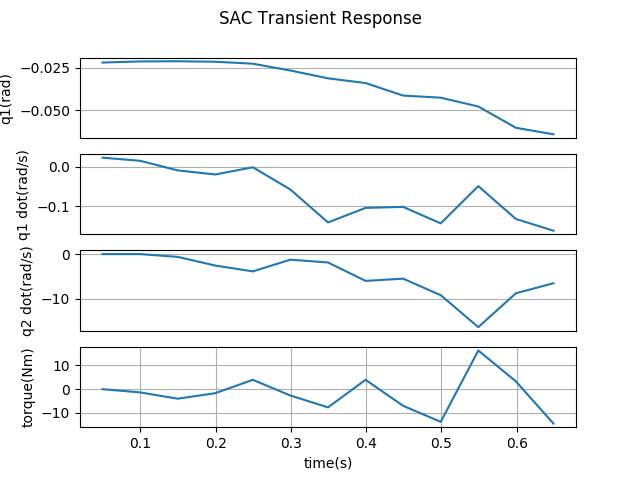 SAC Transient Response
−0.025
−0.050
q1(rad)
0.0
−0.1
q1 dot(rad/s)
0
−10
q2 dot(rad/s)
10
0
−10
torque(Nm)
0.1 0.2 0.3 0.4 0.5 0.6
time(s)